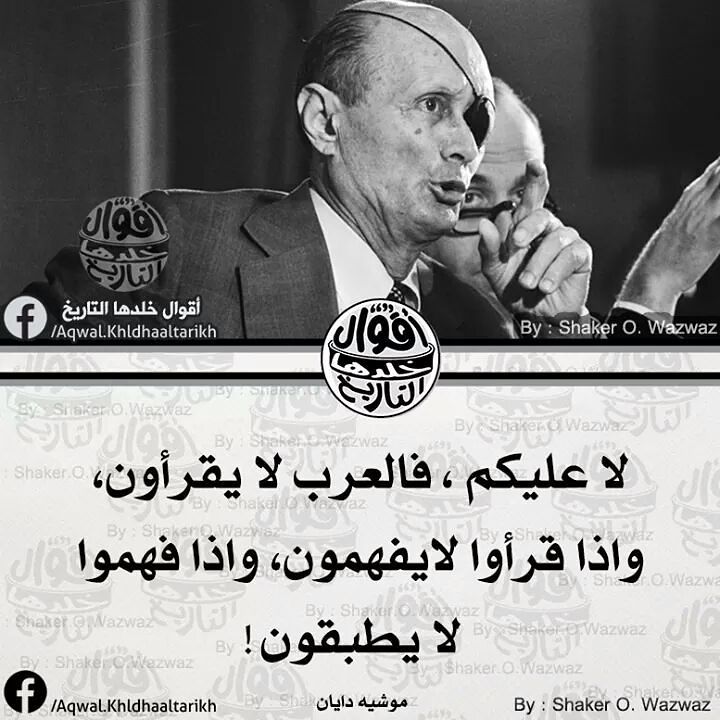 أقوال خلدها التاريخ
أقوال خلدها التاريخ
/Aqwal.Khldhaaltarikh
By : Shaker O. Wazwaz
أقوال خلدها التاريخ
لا عليكم ، فالعرب لا يقرأون،
واذا قرأوا لايفهمون، واذا فهموا
لا يطبقون!
/Aqwal.Khldhaaltarikh
موشيه دايان
By : Shaker O. Wazwaz